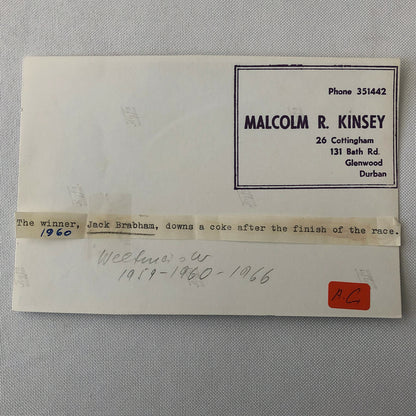 Phone 351442
MALCOLM R. KINSEY
26 Cottingham
131 Bath Rd.
Glenwood
Durban
The winner, Jack Brabham, downs a coke after the finish of the race.
1960
1959-1960-1966
A.C.